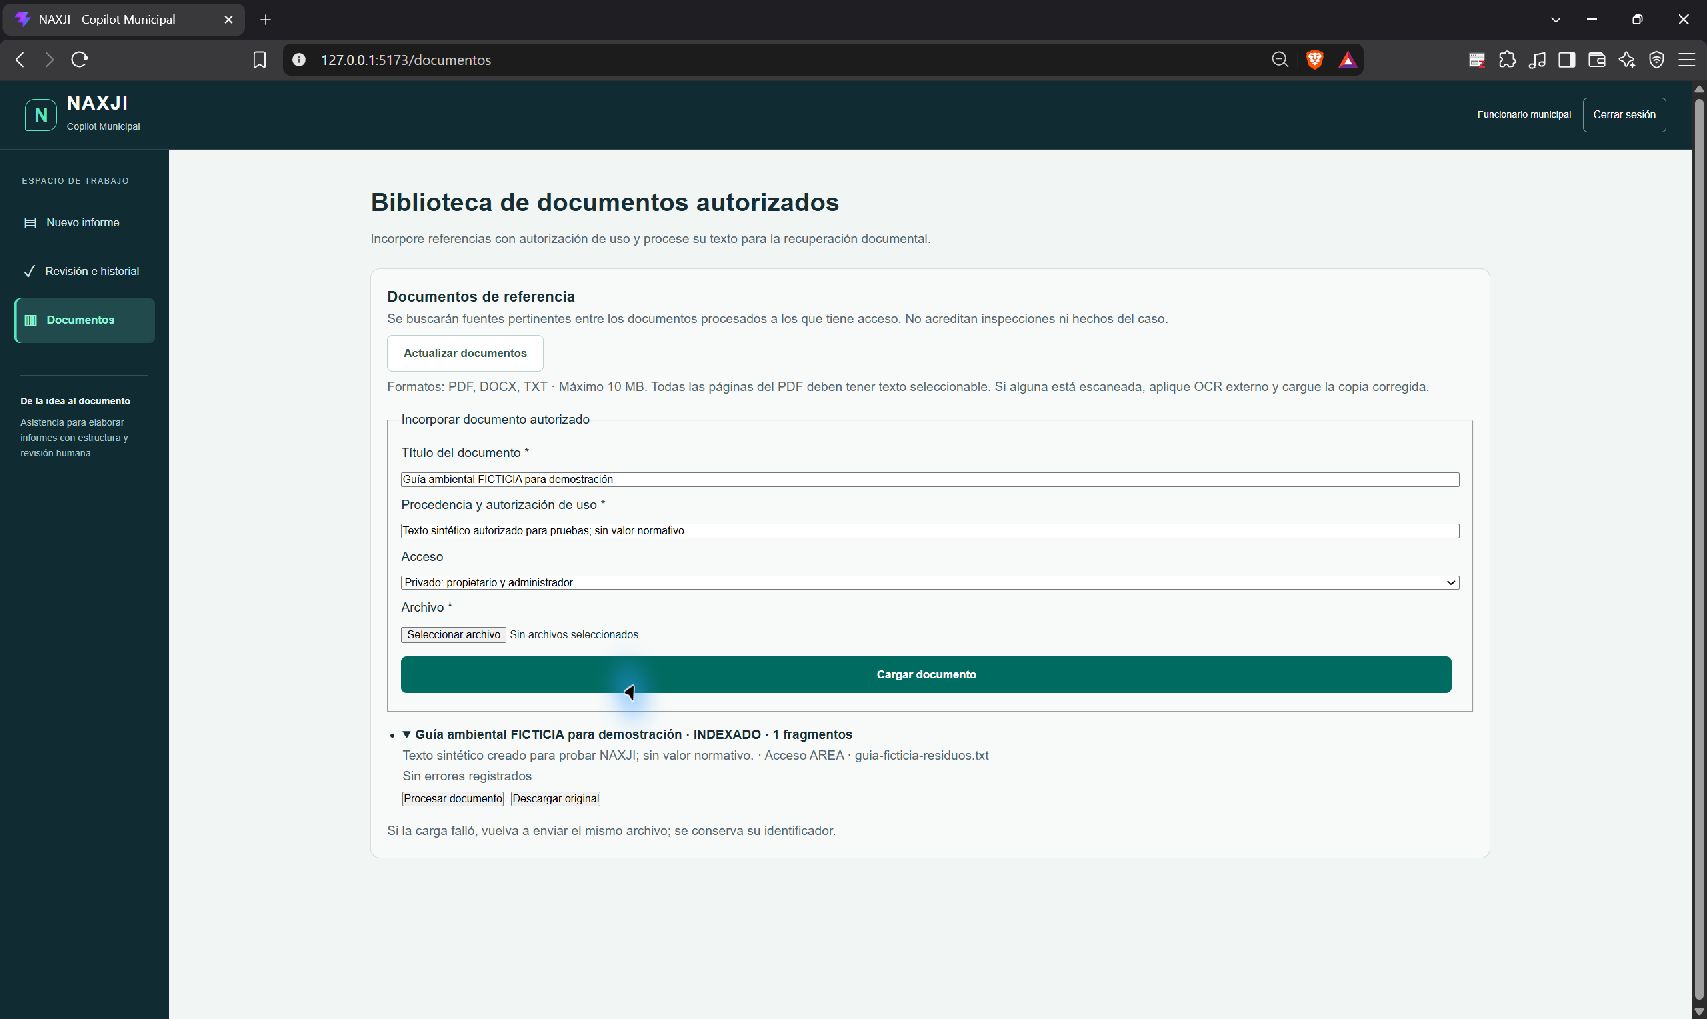 NAXJI Copilot Municipal
127.0.0.1:5173/documentos
N
NAXJI
Copilot Municipal
Funcionario municipal
Cerrar sesión
ESPACIO DE TRABAJO
Nuevo informe
Revisión e historial
Documentos
De la idea al documento
Asistencia para elaborar
informes con estructura y
revisión humana
Biblioteca de documentos autorizados
Incorpore referencias con autorización de uso y procese su texto para la recuperación documental.
Documentos de referencia
Se buscarán fuentes pertinentes entre los documentos procesados a los que tiene acceso. No acreditan inspecciones ni hechos del caso.
Actualizar documentos
Formatos: PDF, DOCX, TXT · Máximo 10 MB. Todas las páginas del PDF deben tener texto seleccionable. Si alguna está escaneada, aplique OCR externo y cargue la copia corregida.
Incorporar documento autorizado
Título del documento *
Guía ambiental FICTICIA para demostración
Procedencia y autorización de uso *
Texto sintético autorizado para pruebas; sin valor normativo
Acceso
Privado: propietario y administrador
Archivo *
Seleccionar archivo Sin archivos seleccionados
Cargar documento
Guía ambiental FICTICIA para demostración · INDEXADO · 1 fragmentos
Texto sintético creado para probar NAXJI; sin valor normativo. · Acceso AREA · guia-ficticia-residuos.txt
Sin errores registrados
Procesar documento Descargar original
Si la carga falló, vuelva a enviar el mismo archivo; se conserva su identificador.